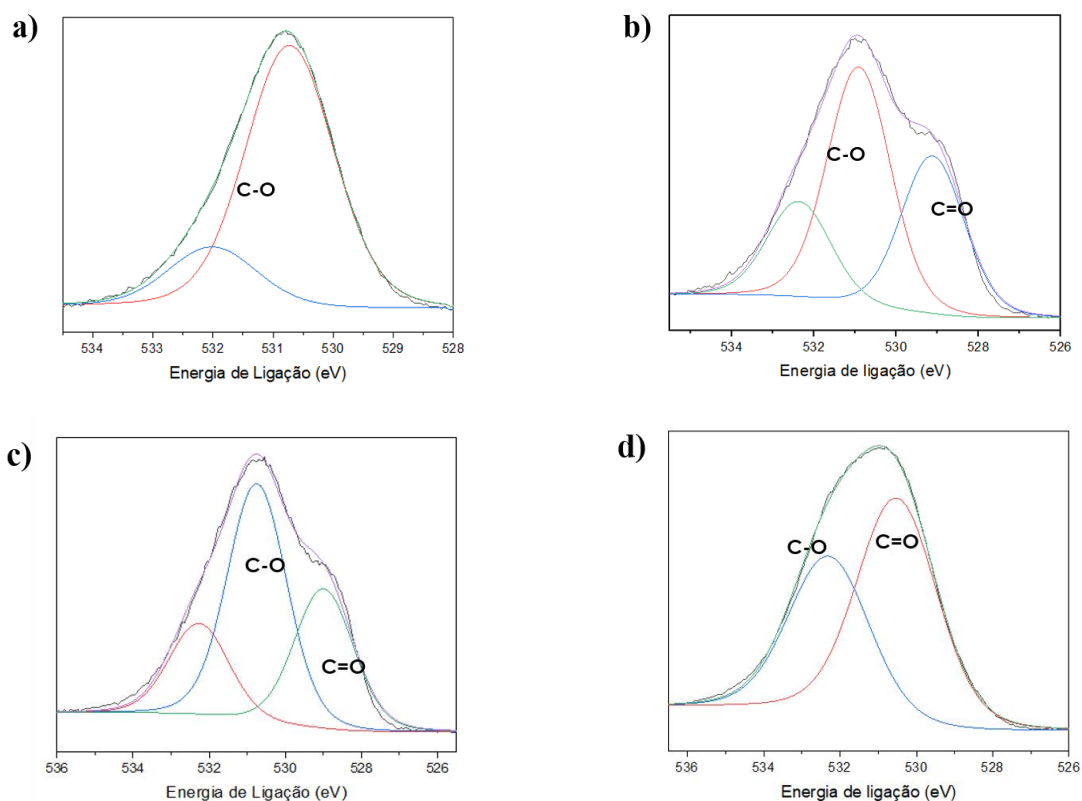 a)
C-O
534 533 532 531 530 529 528
Energia de Ligação (eV)
b)
C-O
C=O
534 532 530 528 526
Energia de ligação (eV)
c)
C-O
C=O
536 534 532 530 528 526
Energia de Ligação (eV)
d)
C-O
C=O
536 534 532 530 528 526
Energia de ligação (eV)